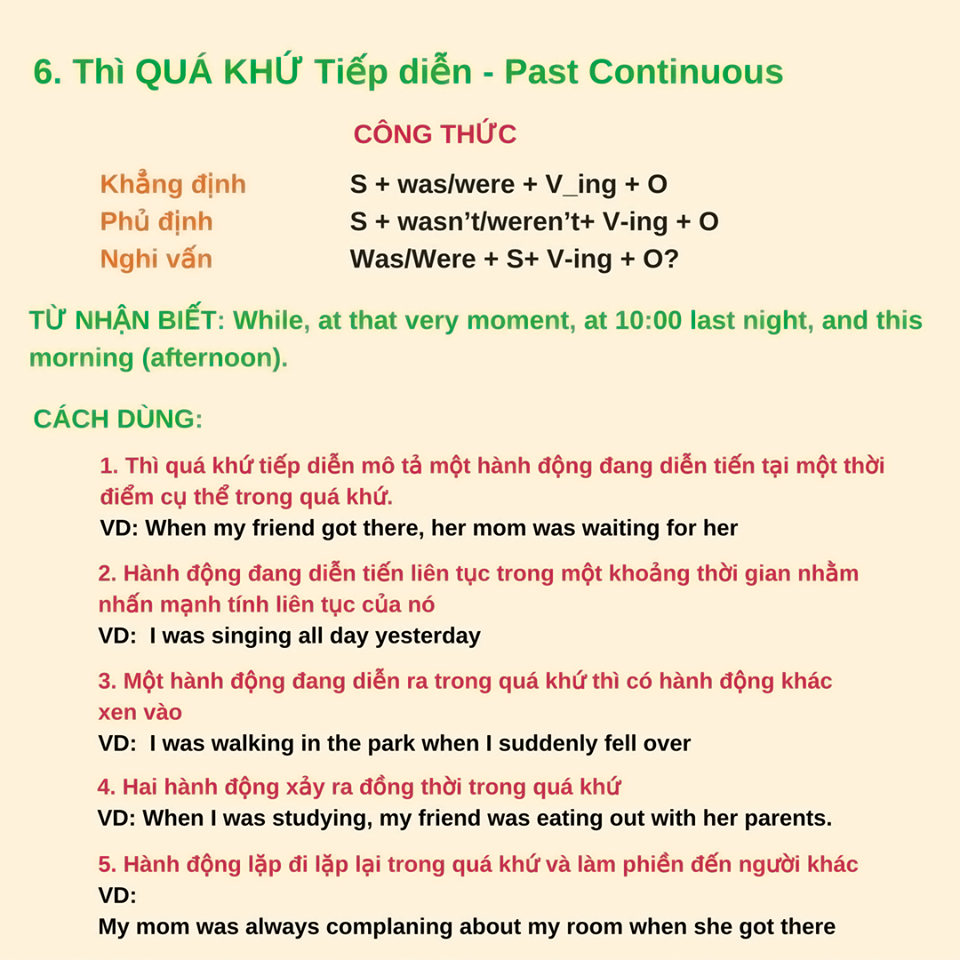 6. Thì QUÁ KHỨ Tiếp diễn - Past Continuous
CÔNG THỨC
Khẳng định S + was/were + V_ing + O
Phủ định S + wasn’t/weren’t+ V-ing + O
Nghi vấn Was/Were + S+ V-ing + O?
TỪ NHẬN BIẾT: While, at that very moment, at 10:00 last night, and this
morning (afternoon).
CÁCH DÙNG:
1. Thì quá khứ tiếp diễn mô tả một hành động đang diễn tiến tại một thời
điểm cụ thể trong quá khứ.
VD: When my friend got there, her mom was waiting for her
2. Hành động đang diễn tiến liên tục trong một khoảng thời gian nhằm
nhấn mạnh tính liên tục của nó
VD: I was singing all day yesterday
3. Một hành động đang diễn ra trong quá khứ thì có hành động khác
xen vào
VD: I was walking in the park when I suddenly fell over
4. Hai hành động xảy ra đồng thời trong quá khứ
VD: When I was studying, my friend was eating out with her parents.
5. Hành động lặp đi lặp lại trong quá khứ và làm phiền đến người khác
VD:
My mom was always complaning about my room when she got there